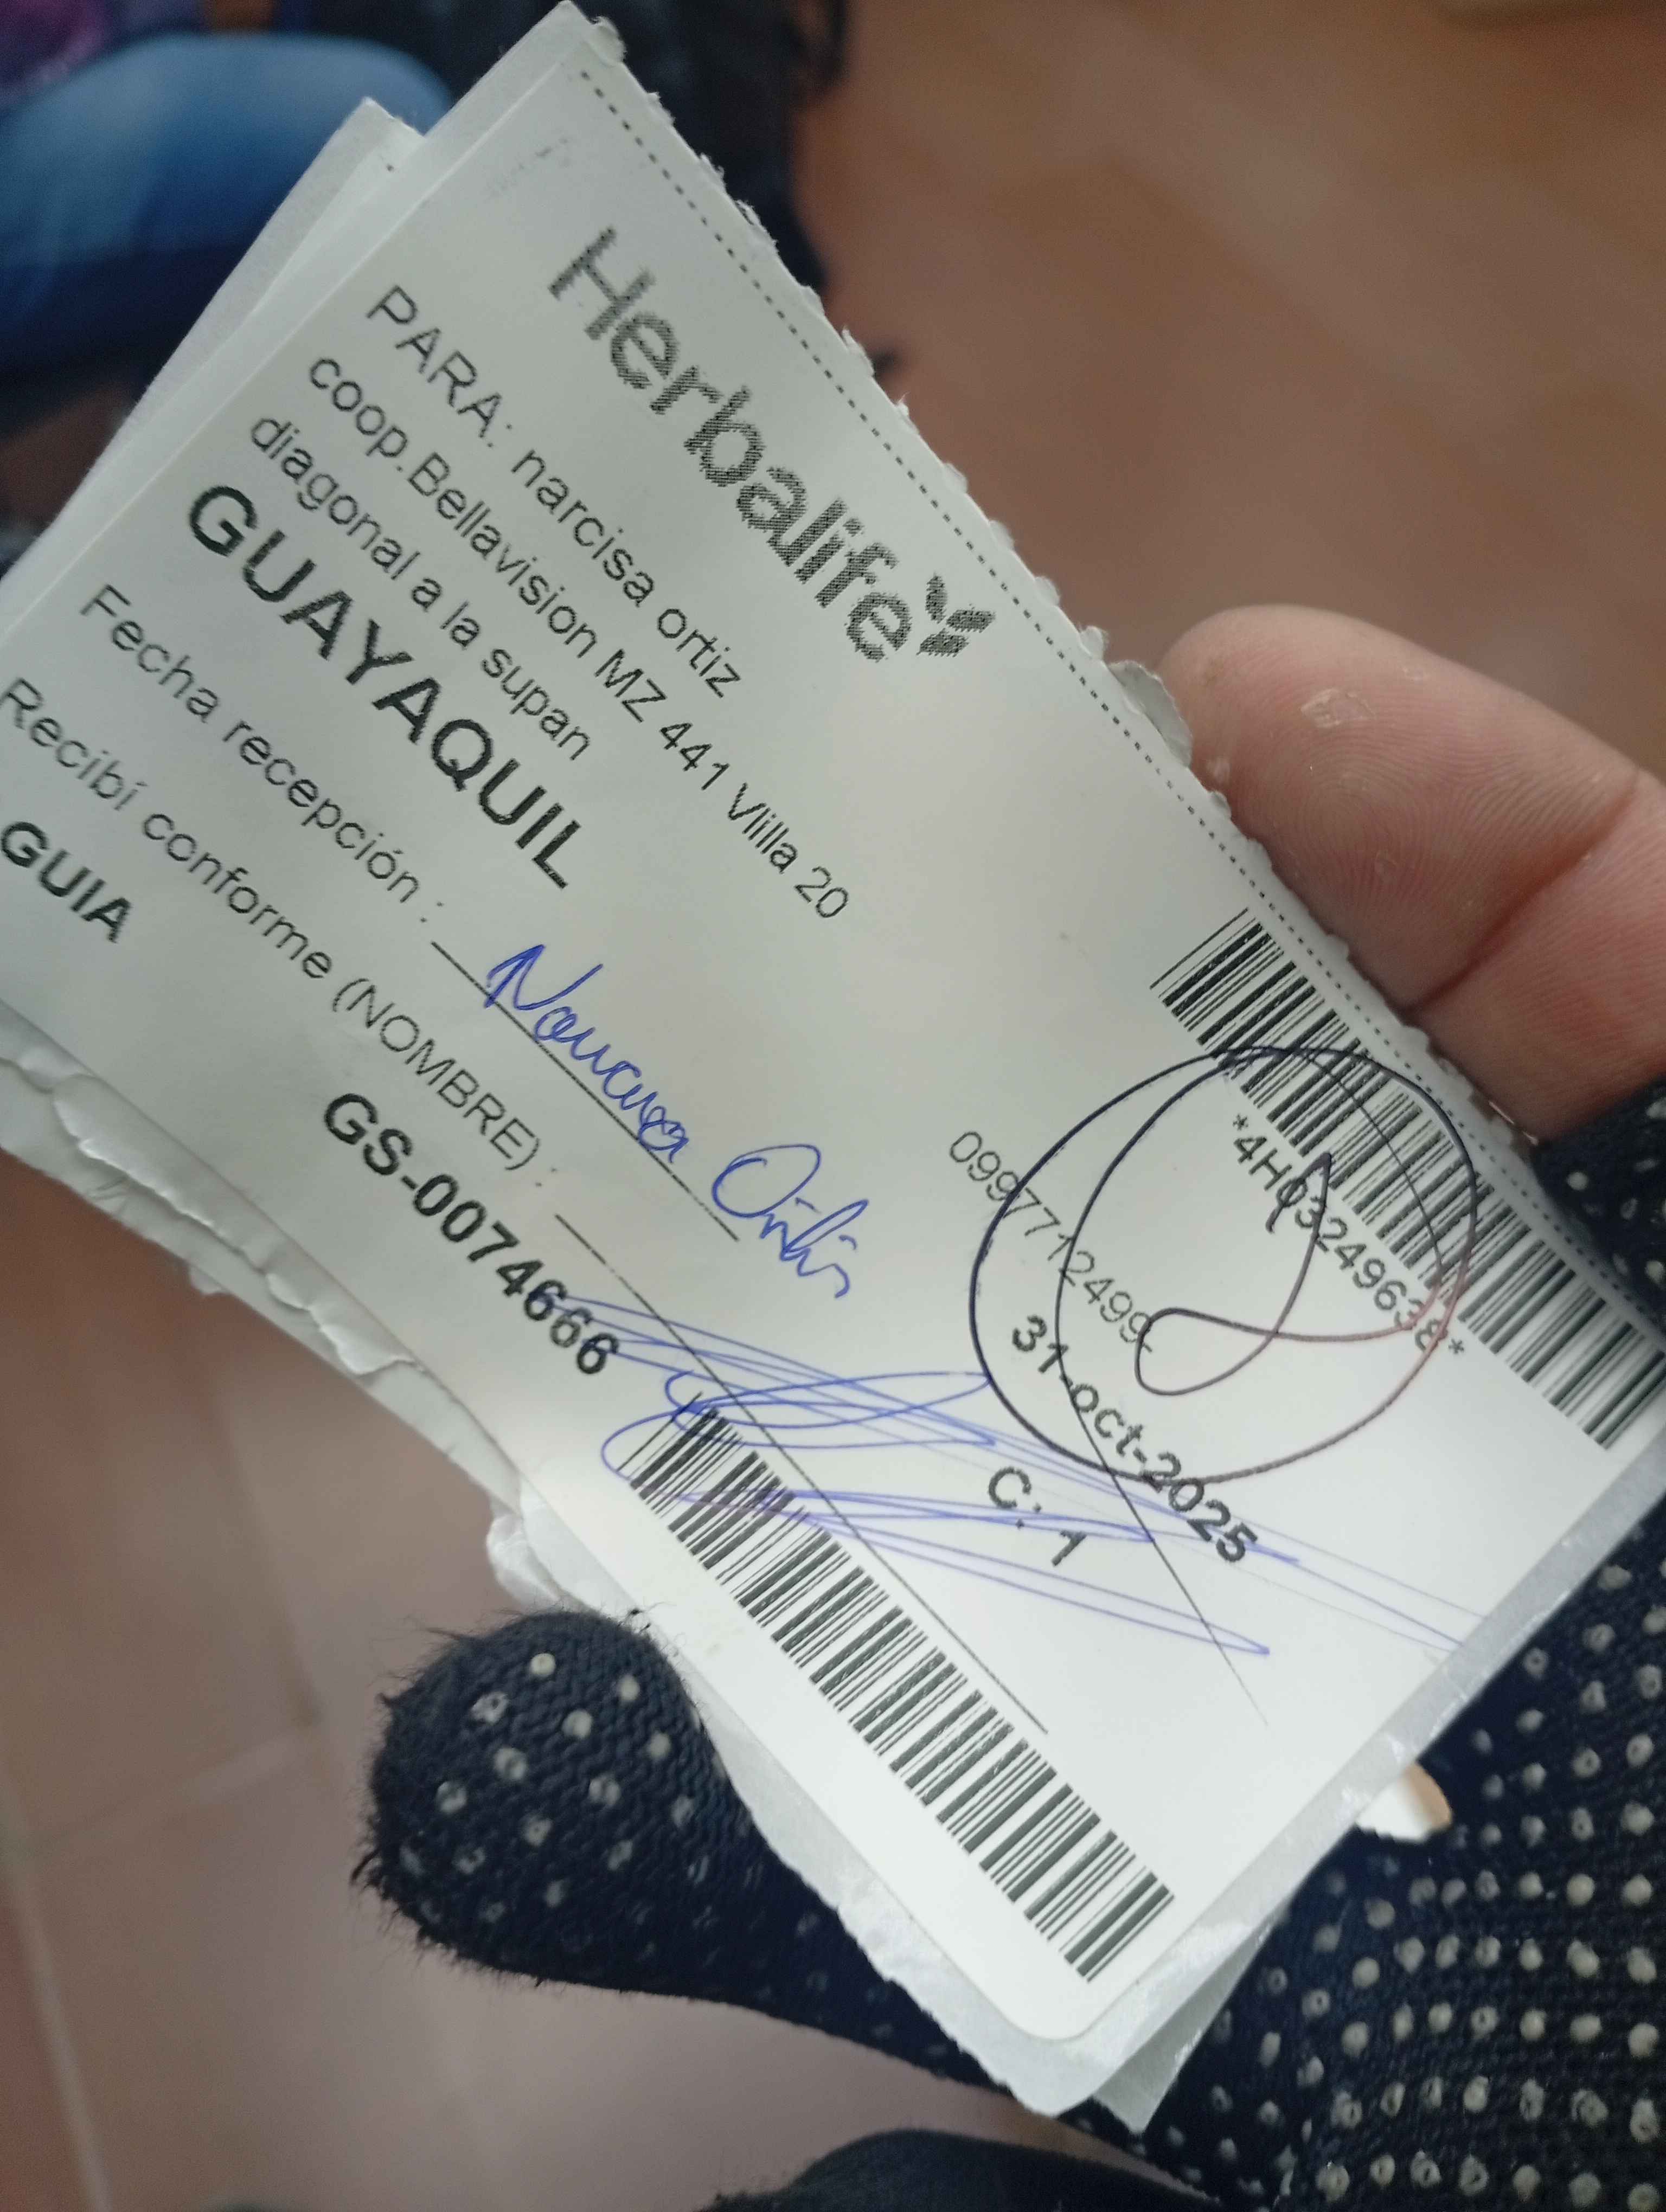 Herbalife
*4H03249638*
PARA: narcisa ortiz
0997712499-
coop.Bellavision MZ 441 Vlilla 20
diagonal a la supan
31-oct-2025
GUAYAQUIL
C: 1
Fecha recepción : Narcisa Ortiz
Recibí conforme (NOMBRE) :
GUIA GS-0074666